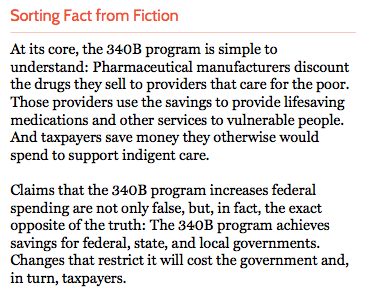 Sorting Fact from Fiction
At its core, the 340B program is simple to
understand: Pharmaceutical manufacturers discount
the drugs they sell to providers that care for the poor.
Those providers use the savings to provide lifesaving
medications and other services to vulnerable people.
And taxpayers save money they otherwise would
spend to support indigent care.
Claims that the 340B program increases federal
spending are not only false, but, in fact, the exact
opposite of the truth: The 340B program achieves
savings for federal, state, and local governments.
Changes that restrict it will cost the government and,
in turn, taxpayers.